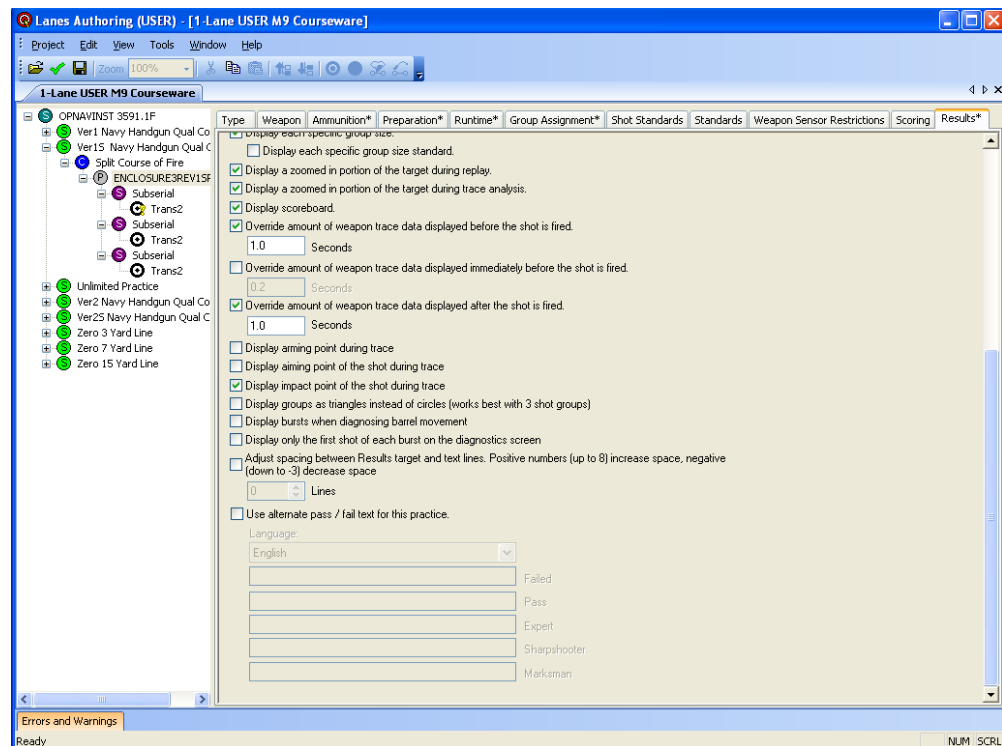 Lanes Authoring (USER) - [1-Lane USER M9 Courseware]
Project Edit View Tools Window Help
Zoom 100%
1-Lane USER M9 Courseware
OPNAVINST 3591.1F
Ver1 Navy Handgun Qual Co
Ver1S Navy Handgun Qual C
Split Course of Fire
ENCLOSURE3REV1SF
Subserial
Trans2
Subserial
Trans2
Subserial
Trans2
Unlimited Practice
Ver2 Navy Handgun Qual Co
Ver2S Navy Handgun Qual C
Zero 3 Yard Line
Zero 7 Yard Line
Zero 15 Yard Line
Type Weapon Ammunition* Preparation* Runtime* Group Assignment* Shot Standards Standards Weapon Sensor Restrictions Scoring Results*
Display each specific group size.
Display each specific group size standard.
Display a zoomed in portion of the target during replay.
Display a zoomed in portion of the target during trace analysis.
Display scoreboard.
Override amount of weapon trace data displayed before the shot is fired.
1.0 Seconds
Override amount of weapon trace data displayed immediately before the shot is fired.
0.2 Seconds
Override amount of weapon trace data displayed after the shot is fired.
1.0 Seconds
Display arming point during trace
Display aiming point of the shot during trace
Display impact point of the shot during trace
Display groups as triangles instead of circles (works best with 3 shot groups)
Display bursts when diagnosing barrel movement
Display only the first shot of each burst on the diagnostics screen
Adjust spacing between Results target and text lines. Positive numbers (up to 8) increase space, negative
(down to -3) decrease space
0 Lines
Use alternate pass / fail text for this practice.
Language:
English
Failed
Pass
Expert
Sharpshooter
Marksman
Errors and Warnings
Ready NUM SCRL